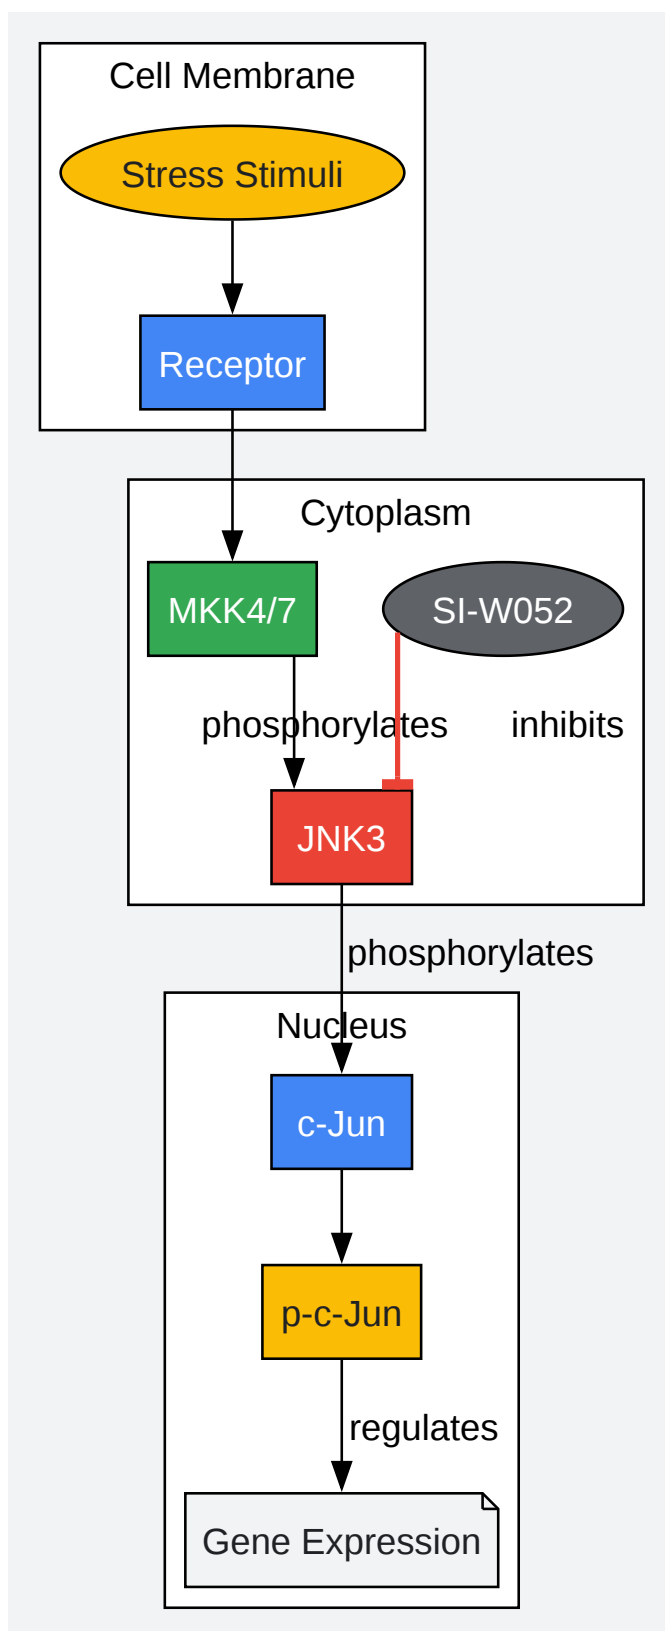 Cell Membrane
Stress Stimuli
Receptor
Cytoplasm
MKK4/7
SI-W052
phosphorylates
inhibits
JNK3
phosphorylates
Nucleus
c-Jun
p-c-Jun
regulates
Gene Expression